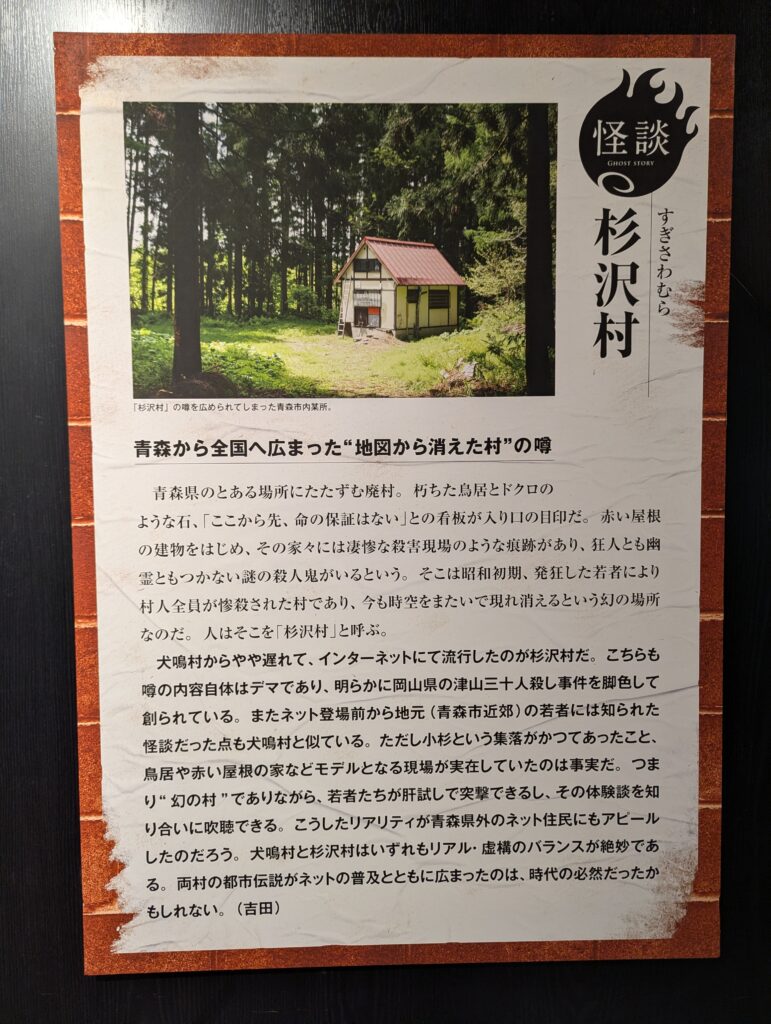 怪談
GHOST STORY
すぎさわむら
杉沢村
「杉沢村」の噂を広められてしまった青森市内某所。
青森から全国へ広まった“地図から消えた村”の噂
青森県のとある場所にたたずむ廃村。朽ちた鳥居とドクロの
ような石、「ここから先、命の保証はない」との看板が入り口の目印だ。赤い屋根
の建物をはじめ、その家々には凄惨な殺害現場のような痕跡があり、狂人とも幽
霊ともつかない謎の殺人鬼がいるという。そこは昭和初期、発狂した若者により
村人全員が惨殺された村であり、今も時空をまたいで現れ消えるという幻の場所
なのだ。人はそこを「杉沢村」と呼ぶ。
犬鳴村からやや遅れて、インターネットにて流行したのが杉沢村だ。こちらも
噂の内容自体はデマであり、明らかに岡山県の津山三十人殺し事件を脚色して
創られている。またネット登場前から地元（青森市近郊）の若者には知られた
怪談だった点も犬鳴村と似ている。ただし小杉という集落がかつてあったこと、
鳥居や赤い屋根の家などモデルとなる現場が実在していたのは事実だ。つま
り“幻の村”でありながら、若者たちが肝試しで突撃できるし、その体験談を知
り合いに吹聴できる。こうしたリアリティが青森県外のネット住民にもアピール
したのだろう。犬鳴村と杉沢村はいずれもリアル・虚構のバランスが絶妙であ
る。両村の都市伝説がネットの普及とともに広まったのは、時代の必然だったか
もしれない。（吉田）